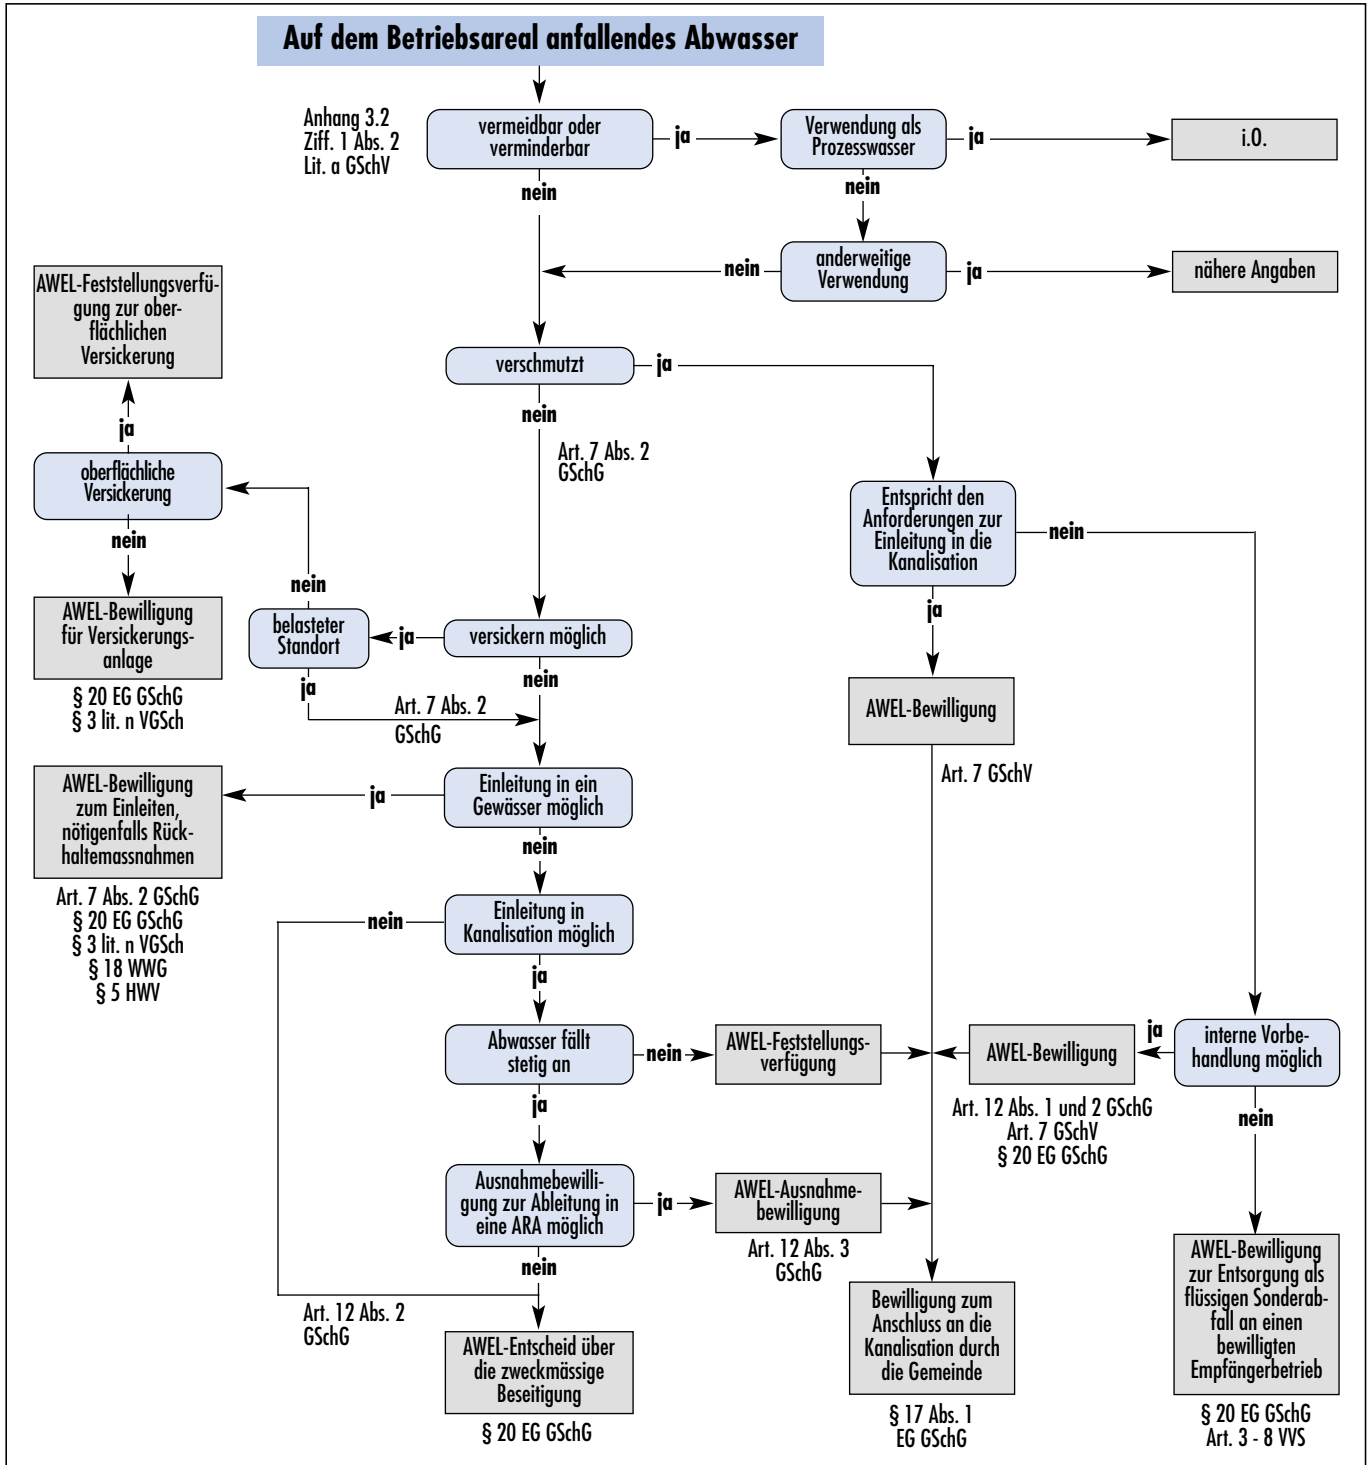 Auf dem Betriebsareal anfallendes Abwasser
Anhang 3.2
Ziff. 1 Abs. 2
Lit. a GSchV
vermeidbar oder
verminderbar
ja
Verwendung als
Prozesswasser
ja
i.O.
nein
nein
anderweitige
Verwendung
nein
ja
nähere Angaben
AWEL-Feststellungsverfü-
gung zur ober-
flächlichen
Versickerung
verschmutzt
ja
nein
ja
Art. 7 Abs. 2
GSchG
oberflächliche
Versickerung
Entspricht den
Anforderungen zur
Einleitung in die
Kanalisation
nein
nein
nein
ja
AWEL-Bewilligung
für Versickerungs-
anlage
§ 20 EG GSchG
§ 3 lit. n VGSch
belasteter
Standort
ja
versickern möglich
ja
nein
Art. 7 Abs. 2
GSchG
AWEL-Bewilligung
Art. 7 GSchV
AWEL-Bewilligung
zum Einleiten,
nötigenfalls Rück-
haltemassnahmen
Art. 7 Abs. 2 GSchG
§ 20 EG GSchG
§ 3 lit. n VGSch
§ 18 WWG
§ 5 HWV
ja
Einleitung in ein
Gewässer möglich
nein
nein
Einleitung in
Kanalisation möglich
ja
Abwasser fällt
stetig an
nein
AWEL-Feststellungs-
verfügung
AWEL-Bewilligung
ja
interne Vorbe-
handlung möglich
Art. 12 Abs. 1 und 2 GSchG
Art. 7 GSchV
§ 20 EG GSchG
ja
nein
Ausnahmebewilli-
gung zur Ableitung in
eine ARA möglich
ja
AWEL-Ausnahme-
bewilligung
Art. 12 Abs. 3
GSchG
nein
Art. 12 Abs. 2
GSchG
AWEL-Entscheid über
die zweckmässige
Beseitigung
§ 20 EG GSchG
Bewilligung zum
Anschluss an die
Kanalisation durch
die Gemeinde
§ 17 Abs. 1
EG GSchG
AWEL-Bewilligung
zur Entsorgung als
flüssigen Sonderab-
fall an einen
bewilligten
Empfängerbetrieb
§ 20 EG GSchG
Art. 3 - 8 VVS